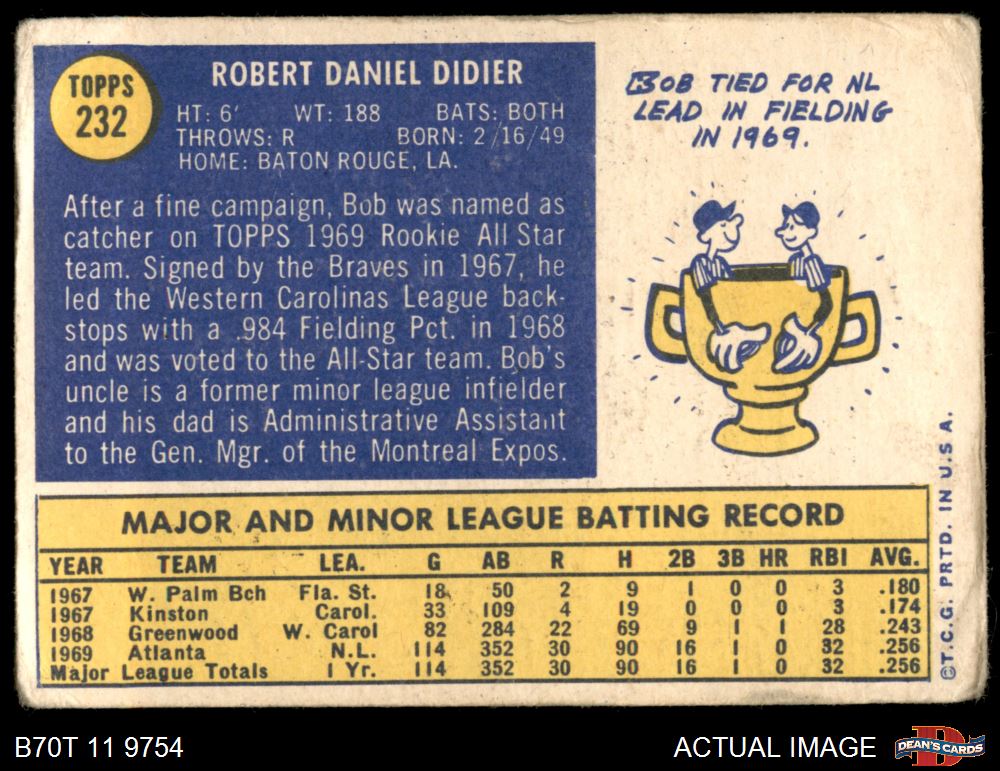 TOPPS
232
ROBERT DANIEL DIDIER
HT: 6' WT: 188 BATS: BOTH
THROWS: R BORN: 2/16/49
HOME: BATON ROUGE, LA.
After a fine campaign, Bob was named as
catcher on TOPPS 1969 Rookie All Star
team. Signed by the Braves in 1967, he
led the Western Carolinas League back-
stops with a .984 Fielding Pct. in 1968
and was voted to the All-Star team. Bob's
uncle is a former minor league infielder
and his dad is Administrative Assistant
to the Gen. Mgr. of the Montreal Expos.
BOB TIED FOR NL
LEAD IN FIELDING
IN 1969.
MAJOR AND MINOR LEAGUE BATTING RECORD
YEAR TEAM LEA. G AB R H 2B 3B HR RBI AVG.
1967 W. Palm Bch Fla. St. 18 50 2 9 1 0 0 3 .180
1967 Kinston Carol. 33 109 4 19 0 0 0 3 .174
1968 Greenwood W. Carol 82 284 22 69 9 1 1 28 .243
1969 Atlanta N.L. 114 352 30 90 16 1 0 32 .256
Major League Totals 1 Yr. 114 352 30 90 16 1 0 32 .256
©T.C.G. PRTD. IN U.S A.
B70T 11 9754
ACTUAL IMAGE
DEAN'S CARDS